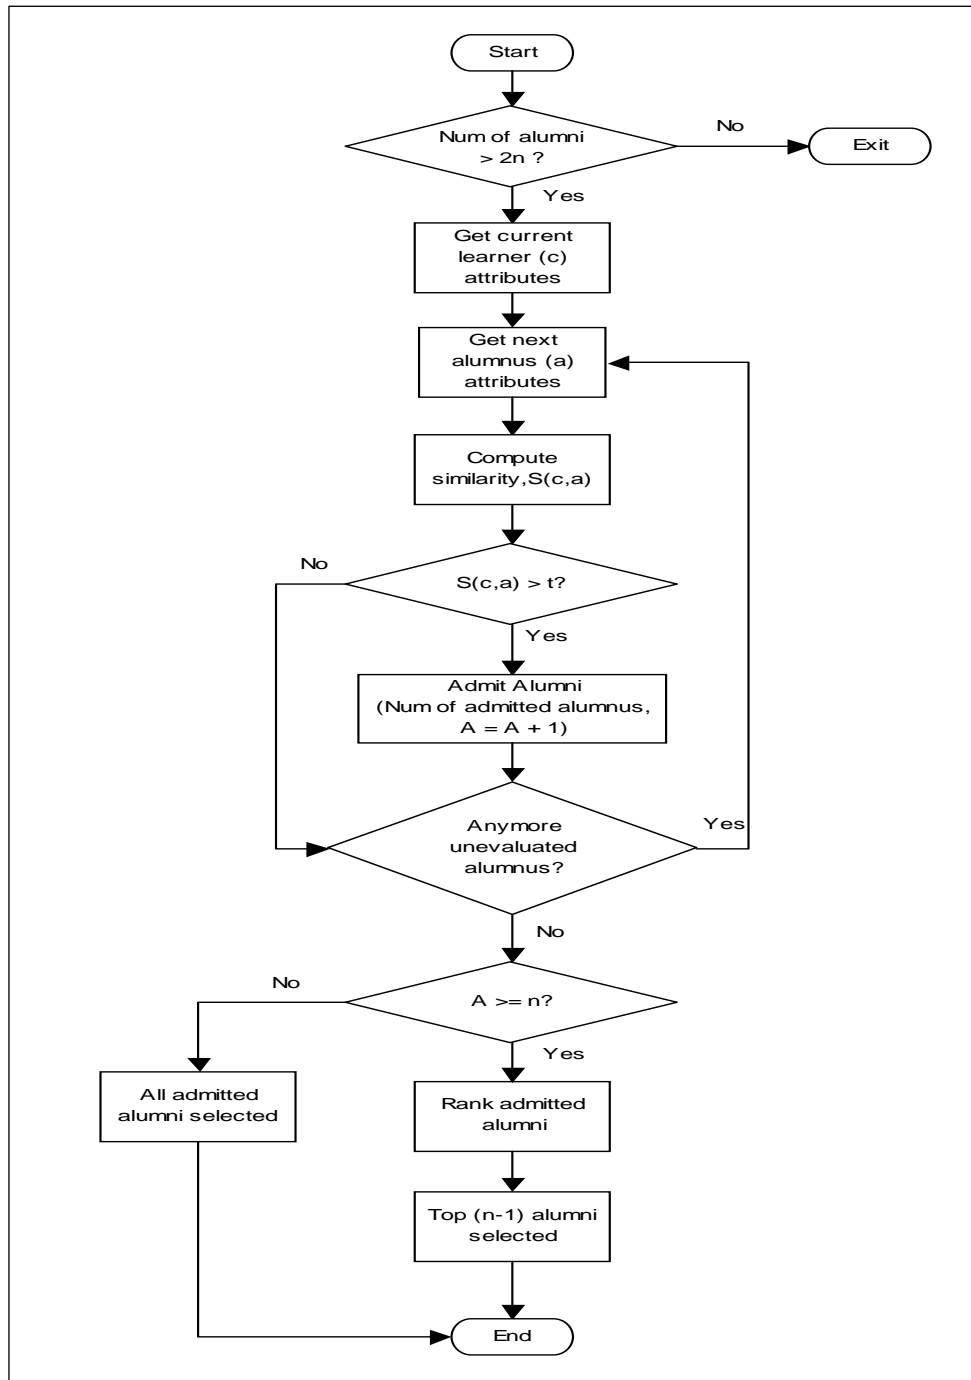 Start
Num of alumni
> 2n ?
No
Exit
Yes
Get current
learner (c)
attributes
Get next
alumnus (a)
attributes
Compute
similarity,S(c,a)
No
S(c,a) > t?
Yes
Admit Alumni
(Num of admitted alumnus,
A = A + 1)
Anymore
unevaluated
alumnus?
Yes
No
No
A >= n?
Yes
All admitted
alumni selected
Rank admitted
alumni
Top (n-1) alumni
selected
End